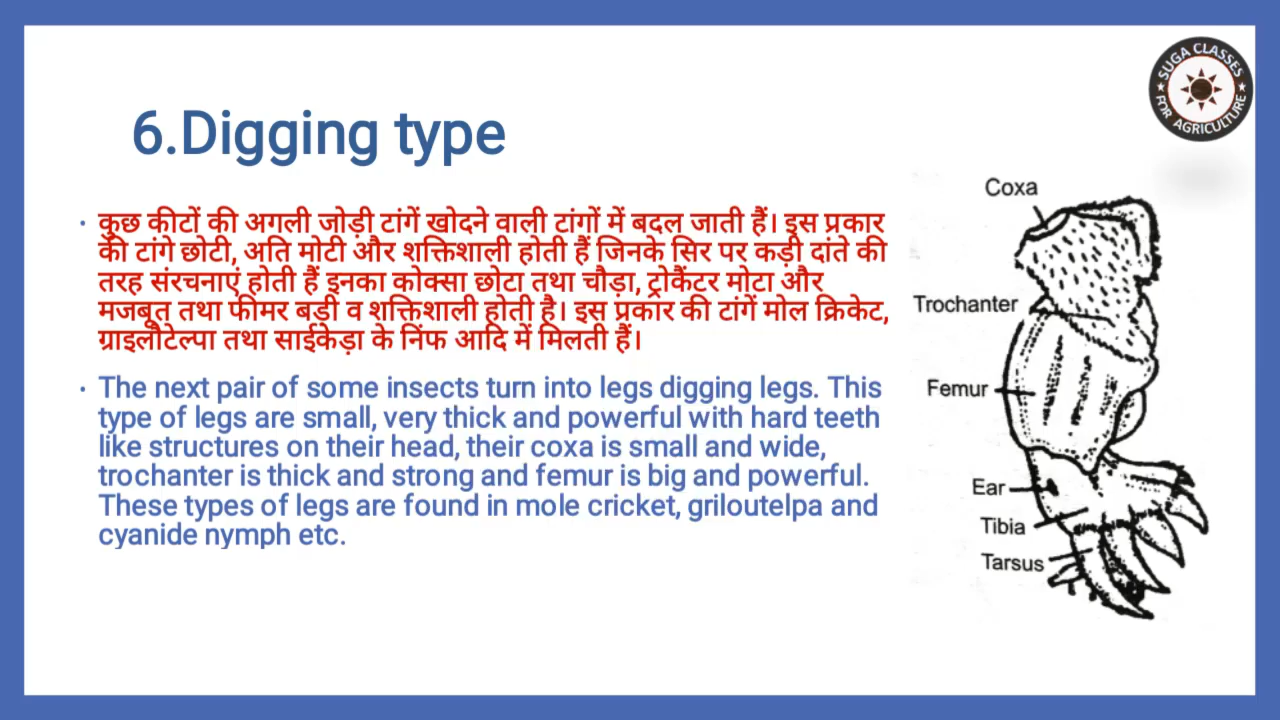 SUGA CLASSES
FOR AGRICULTURE
6.Digging type
• कुछ कीटों की अगली जोड़ी टांगें खोदने वाली टांगों में बदल जाती हैं। इस प्रकार
की टांगे छोटी, अति मोटी और शक्तिशाली होती हैं जिनके सिर पर कड़ी दांते की
तरह संरचनाएं होती हैं इनका कोक्सा छोटा तथा चौड़ा, ट्रोकैंटर मोटा और
मजबूत तथा फीमर बड़ी व शक्तिशाली होती है। इस प्रकार की टांगें मोल क्रिकेट,
ग्राइलौटेल्पा तथा साईकेड़ा के निंफ आदि में मिलती हैं।
• The next pair of some insects turn into legs digging legs. This
type of legs are small, very thick and powerful with hard teeth
like structures on their head, their coxa is small and wide,
trochanter is thick and strong and femur is big and powerful.
These types of legs are found in mole cricket, griloutelpa and
cyanide nymph etc.
Coxa
Trochanter
Femur
Ear
Tibia
Tarsus